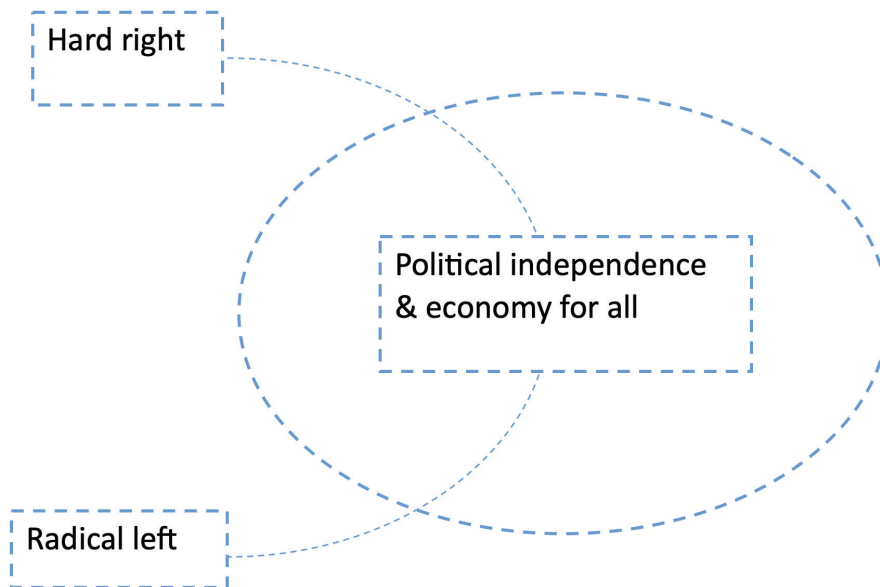 Hard right
Political independence
& economy for all
Radical left